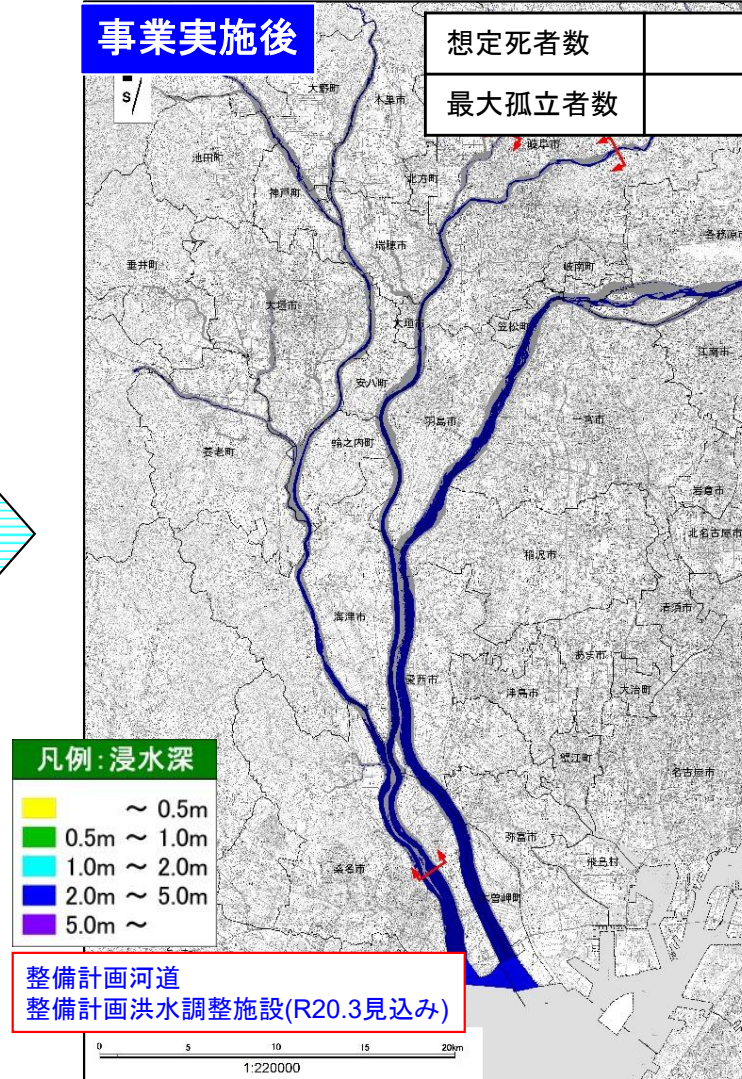 事業実施後
想定死者数
最大孤立者数
S
大野町
本巣市
岐阜市
池田町
北方町
神戸町
瑞穂市
各務原市
垂井町
岐南町
大垣市
大垣市
笠松町
江南市
安八町
羽島市
一宮市
輪之内町
養老町
岩倉市
北名古屋市
稲沢市
清須市
海津市
あま市
愛西市
津島市
大治町
蟹江町
名古屋市
弥富市
飛島村
桑名市
木曽岬町
凡例:浸水深
～ 0.5m
0.5m ～ 1.0m
1.0m ～ 2.0m
2.0m ～ 5.0m
5.0m ～
整備計画河道
整備計画洪水調整施設(R20.3見込み)
0 5 10 15 20km
1:220000